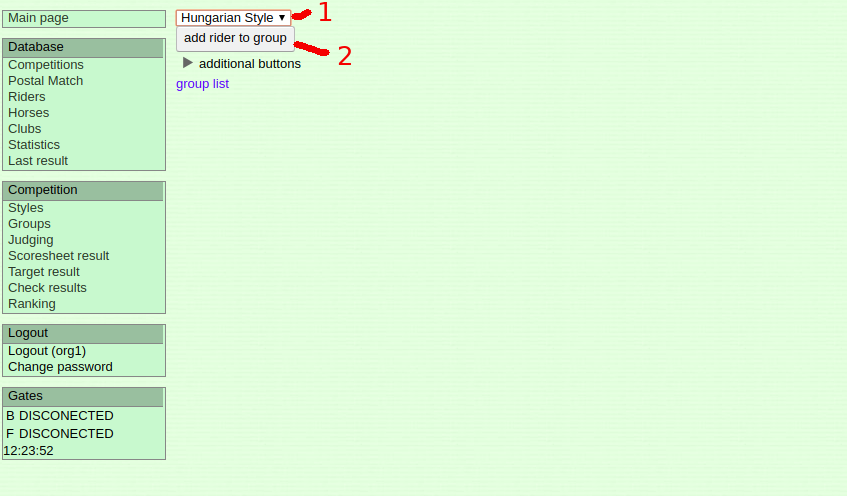 Main page
Database
Competitions
Postal Match
Riders
Horses
Clubs
Statistics
Last result
Competition
Styles
Groups
Judging
Scoresheet result
Target result
Check results
Ranking
Logout
Logout (org1)
Change password
Gates
B DISCONECTED
F DISCONECTED
12:23:52
Hungarian Style
1
add rider to group
2
additional buttons
group list